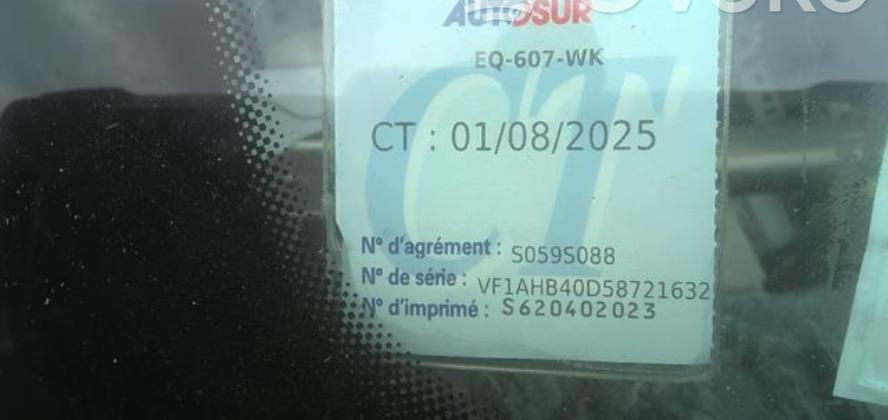 AUTOSUR
EQ-607-WK
CT : 01/08/2025
N° d'agrément : S059S088
N° de série : VF1AHB40D58721632
N° d'imprimé : S620402023